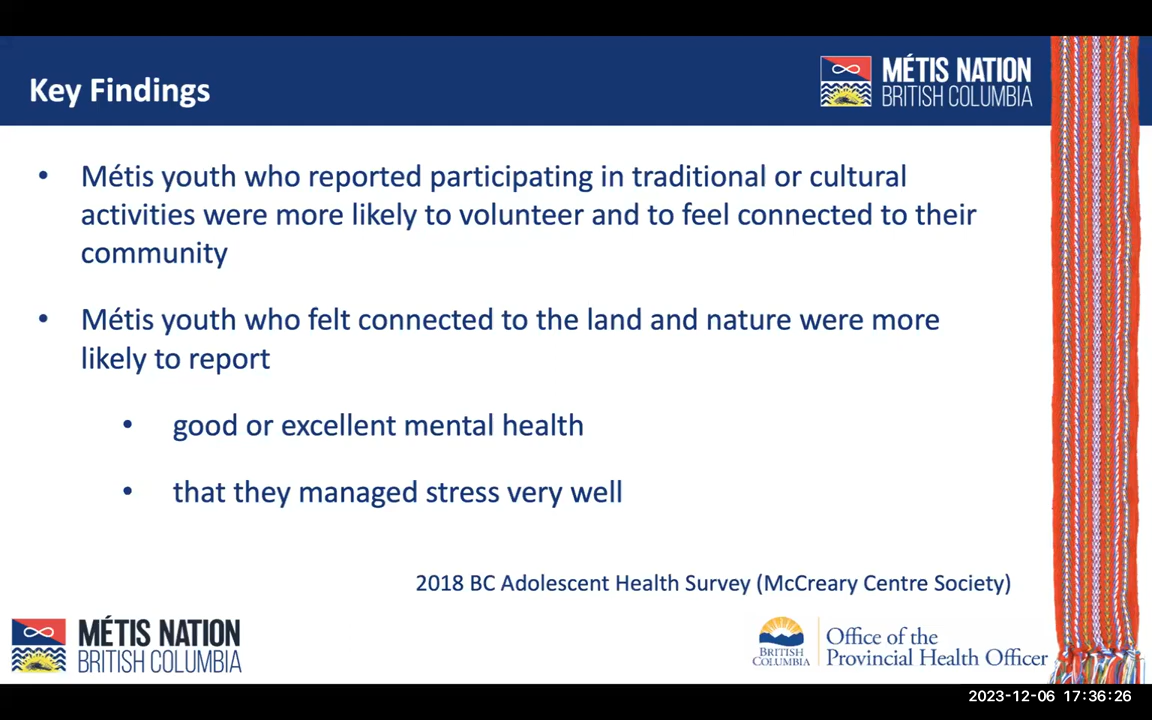 Key Findings
MÉTIS NATION
BRITISH COLUMBIA
• Métis youth who reported participating in traditional or cultural
activities were more likely to volunteer and to feel connected to their
community
• Métis youth who felt connected to the land and nature were more
likely to report
• good or excellent mental health
• that they managed stress very well
2018 BC Adolescent Health Survey (McCreary Centre Society)
MÉTIS NATION
BRITISH COLUMBIA
BRITISH
COLUMBIA
Office of the
Provincial Health Officer
2023-12-06 17:36:26